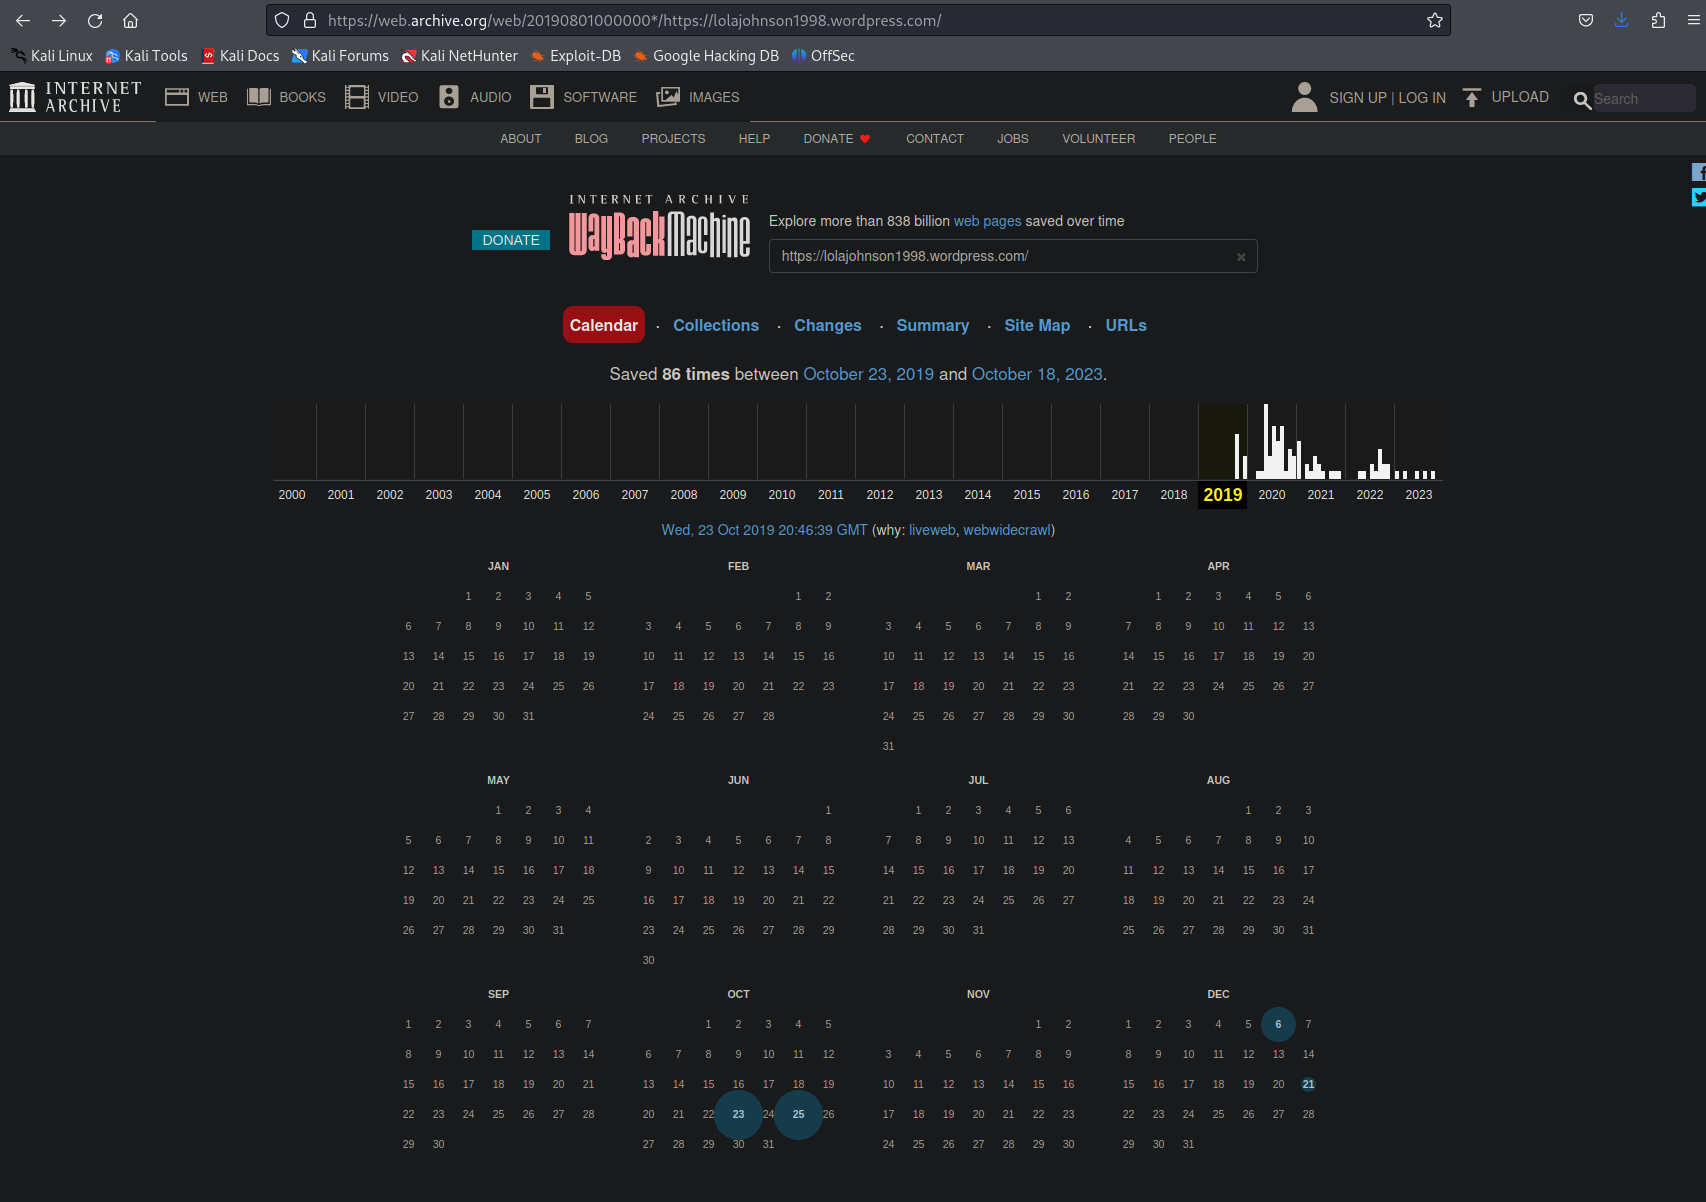 https://web.archive.org/web/20190801000000*/https://lolajohnson1998.wordpress.com/
Kali Linux Kali Tools Kali Docs Kali Forums Kali NetHunter Exploit-DB Google Hacking DB OffSec
INTERNET ARCHIVE WEB BOOKS VIDEO AUDIO SOFTWARE IMAGES SIGN UP | LOG IN UPLOAD Search
ABOUT BLOG PROJECTS HELP DONATE CONTACT JOBS VOLUNTEER PEOPLE
INTERNET ARCHIVE
WayBackMachine
DONATE
Explore more than 838 billion web pages saved over time
https://lolajohnson1998.wordpress.com/
Calendar · Collections · Changes · Summary · Site Map · URLs
Saved 86 times between October 23, 2019 and October 18, 2023.
2000 2001 2002 2003 2004 2005 2006 2007 2008 2009 2010 2011 2012 2013 2014 2015 2016 2017 2018 2019 2020 2021 2022 2023
Wed, 23 Oct 2019 20:46:39 GMT (why: liveweb, webwidecrawl)
JAN FEB MAR APR
1 2 3 4 5 1 2 1 2 1 2 3 4 5 6
6 7 8 9 10 11 12 3 4 5 6 7 8 9 3 4 5 6 7 8 9 7 8 9 10 11 12 13
13 14 15 16 17 18 19 10 11 12 13 14 15 16 10 11 12 13 14 15 16 14 15 16 17 18 19 20
20 21 22 23 24 25 26 17 18 19 20 21 22 23 17 18 19 20 21 22 23 21 22 23 24 25 26 27
27 28 29 30 31 24 25 26 27 28 24 25 26 27 28 29 30 28 29 30
31
MAY JUN JUL AUG
1 2 3 4 1 1 2 3 4 5 6 1 2 3
5 6 7 8 9 10 11 2 3 4 5 6 7 8 7 8 9 10 11 12 13 4 5 6 7 8 9 10
12 13 14 15 16 17 18 9 10 11 12 13 14 15 14 15 16 17 18 19 20 11 12 13 14 15 16 17
19 20 21 22 23 24 25 16 17 18 19 20 21 22 21 22 23 24 25 26 27 18 19 20 21 22 23 24
26 27 28 29 30 31 23 24 25 26 27 28 29 28 29 30 31 25 26 27 28 29 30 31
30
SEP OCT NOV DEC
1 2 3 4 5 6 7 1 2 3 4 5 1 2 1 2 3 4 5 6 7
8 9 10 11 12 13 14 6 7 8 9 10 11 12 3 4 5 6 7 8 9 8 9 10 11 12 13 14
15 16 17 18 19 20 21 13 14 15 16 17 18 19 10 11 12 13 14 15 16 15 16 17 18 19 20 21
22 23 24 25 26 27 28 20 21 22 23 24 25 26 17 18 19 20 21 22 23 22 23 24 25 26 27 28
29 30 27 28 29 30 31 24 25 26 27 28 29 30 29 30 31